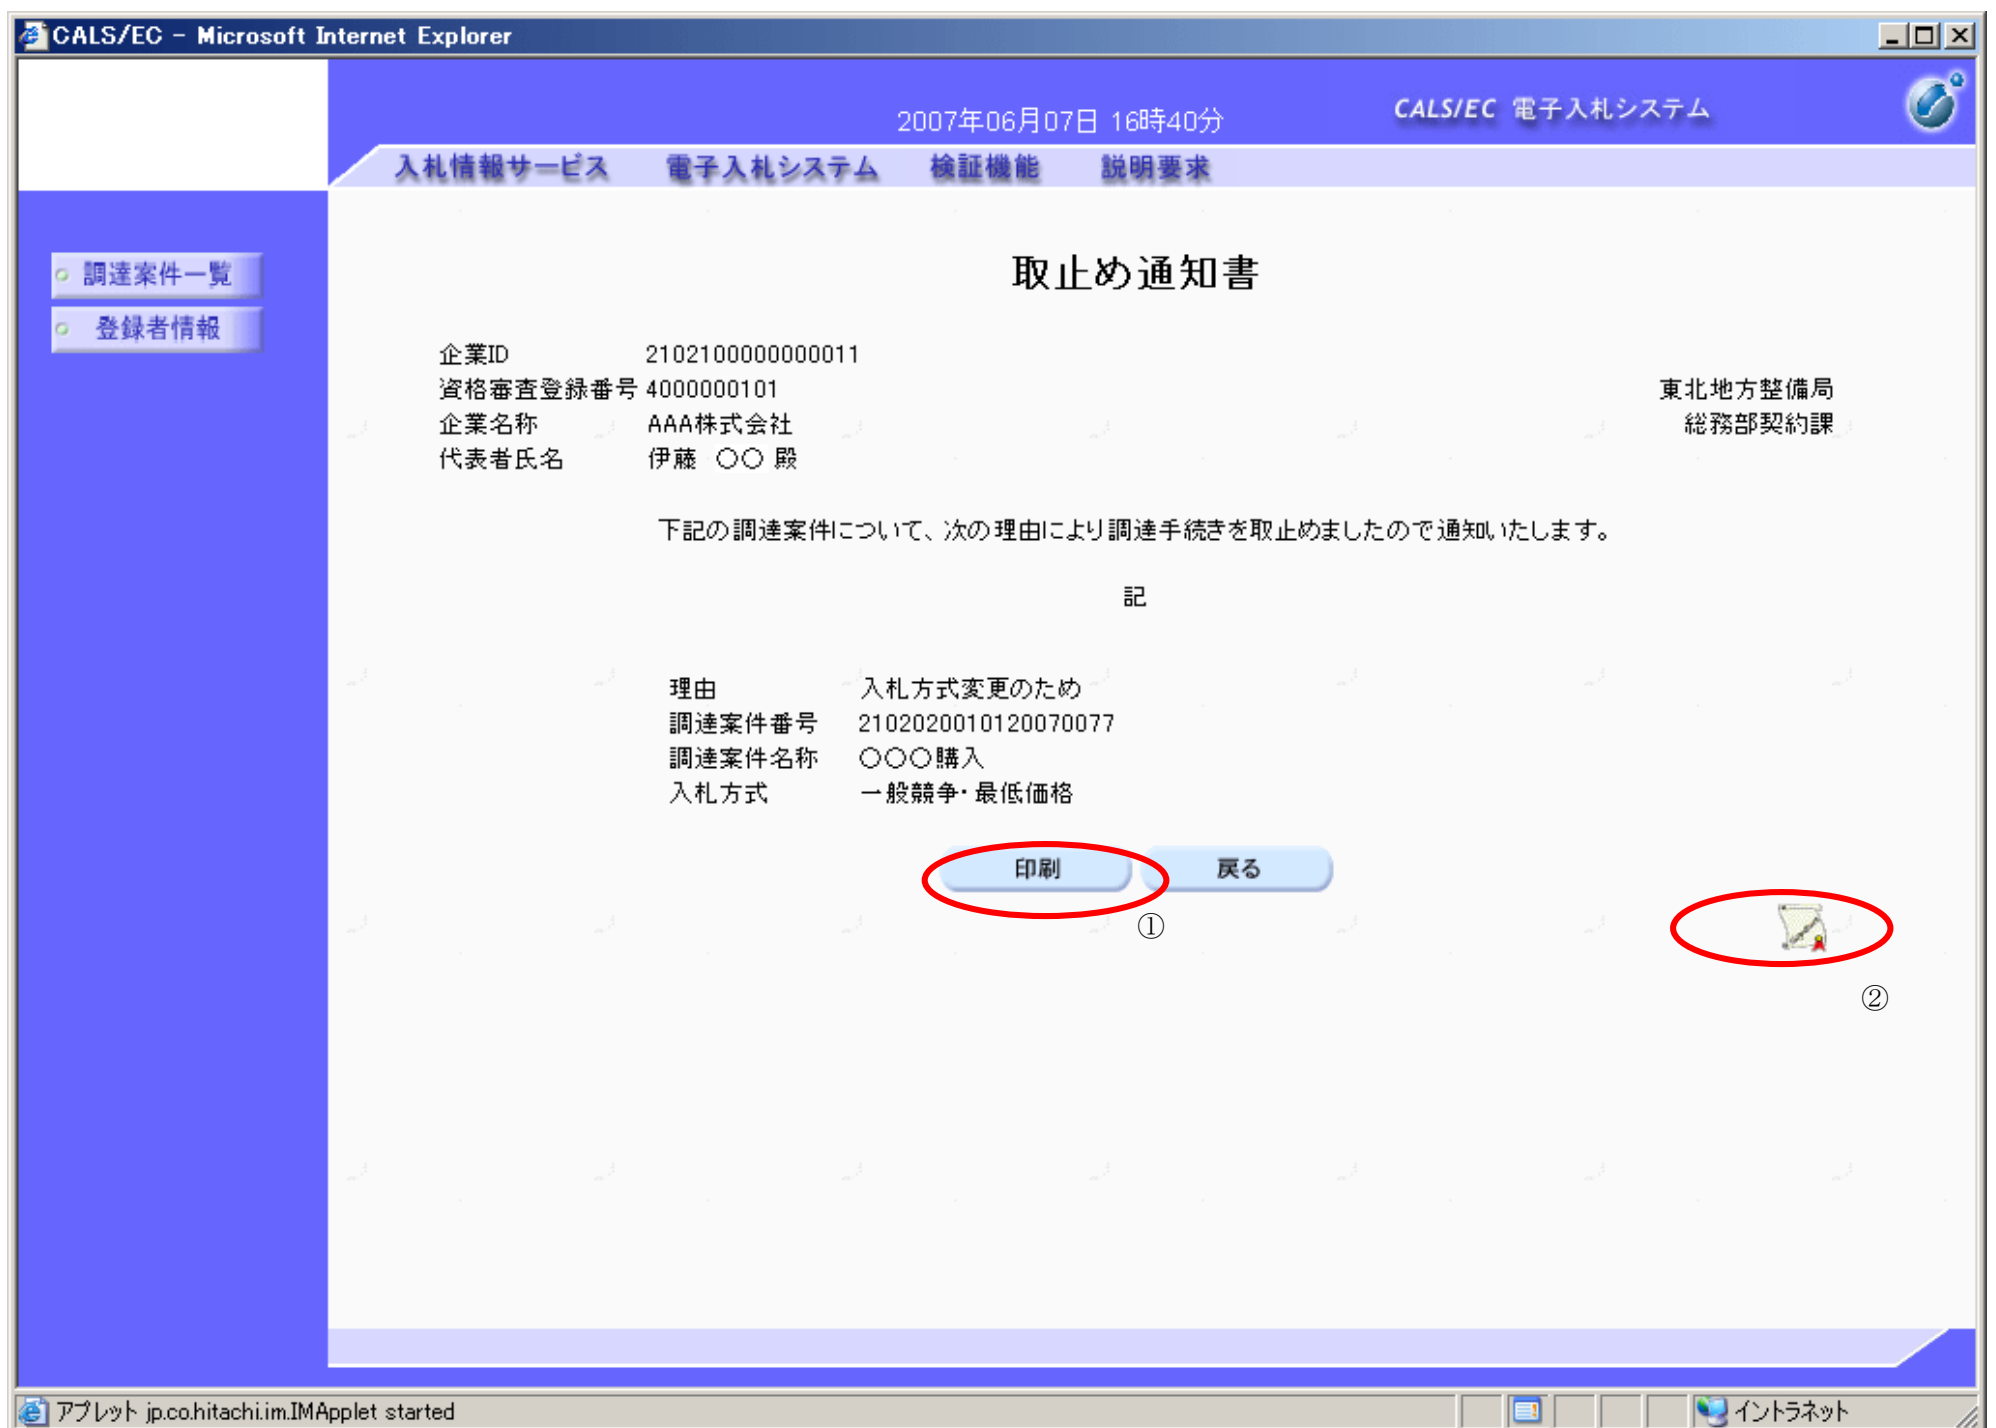 CALS/EC - Microsoft Internet Explorer
2007年06月07日 16時40分
CALS/EC 電子入札システム
入札情報サービス 電子入札システム 検証機能 説明要求
調達案件一覧
登録者情報
取止め通知書
企業ID 2102100000000011
資格審査登録番号 4000000101
東北地方整備局
企業名称 AAA株式会社
総務部契約課
代表者氏名 伊藤 〇〇 殿
下記の調達案件について、次の理由により調達手続きを取止めましたので通知いたします。
記
理由 入札方式変更のため
調達案件番号 2102020010120070077
調達案件名称 〇〇〇購入
入札方式 一般競争・最低価格
印刷 戻る
①
②
アプレット jp.co.hitachi.im.IMApplet started
イントラネット